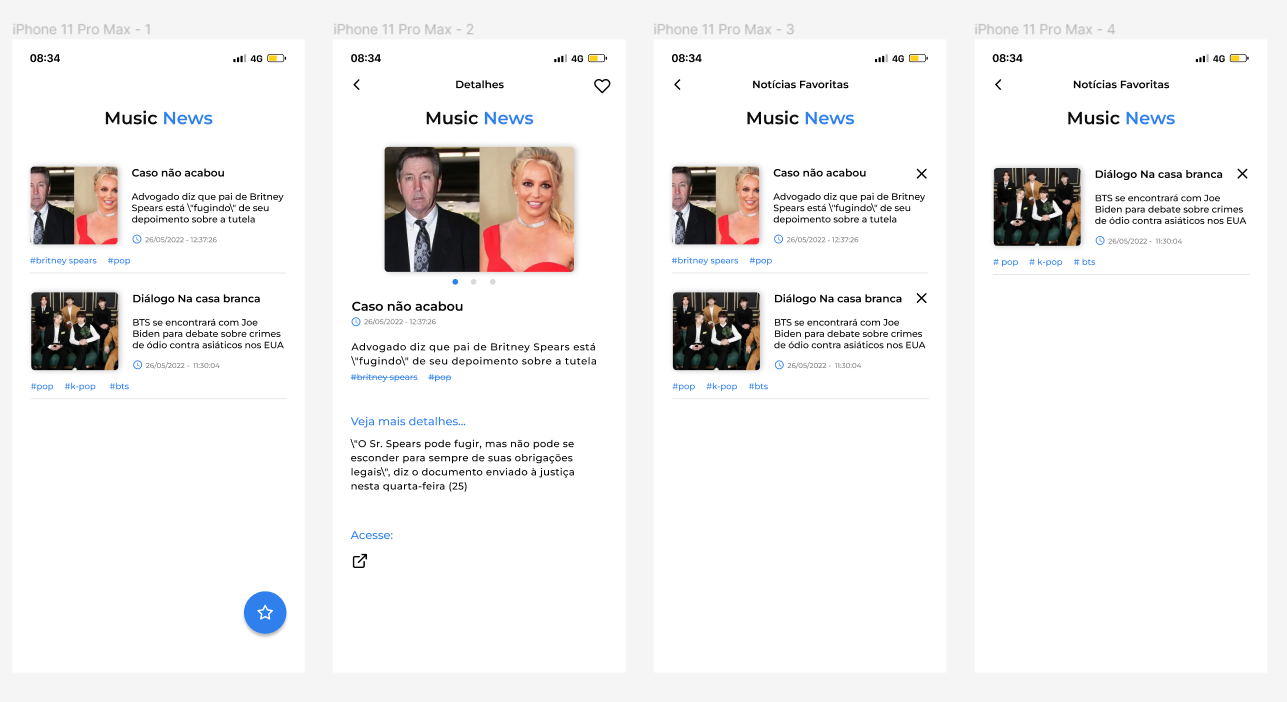 iPhone 11 Pro Max - 1
08:34
4G
Music News
Caso não acabou
Advogado diz que pai de Britney
Spears está \"fugindo\" de seu
depoimento sobre a tutela
26/05/2022 - 12:37:26
#britney spears #pop
Diálogo Na casa branca
BTS se encontrará com Joe
Biden para debate sobre crimes
de ódio contra asiáticos nos EUA
26/05/2022 - 11:30:04
#pop #k-pop #bts
iPhone 11 Pro Max - 2
08:34
4G
Detalhes
Music News
Caso não acabou
26/05/2022 - 12:37:26
Advogado diz que pai de Britney Spears está
\"fugindo\" de seu depoimento sobre a tutela
#britney spears #pop
Veja mais detalhes...
\"O Sr. Spears pode fugir, mas não pode se
esconder para sempre de suas obrigações
legais\", diz o documento enviado à justiça
nesta quarta-feira (25)
Acesse:
iPhone 11 Pro Max - 3
08:34
4G
Notícias Favoritas
Music News
Caso não acabou
Advogado diz que pai de Britney
Spears está \"fugindo\" de seu
depoimento sobre a tutela
26/05/2022 - 12:37:26
#britney spears #pop
Diálogo Na casa branca
BTS se encontrará com Joe
Biden para debate sobre crimes
de ódio contra asiáticos nos EUA
26/05/2022 - 11:30:04
#pop #k-pop #bts
iPhone 11 Pro Max - 4
08:34
4G
Notícias Favoritas
Music News
Diálogo Na casa branca
BTS se encontrará com Joe
Biden para debate sobre crimes
de ódio contra asiáticos nos EUA
26/05/2022 - 11:30:04
# pop # k-pop # bts